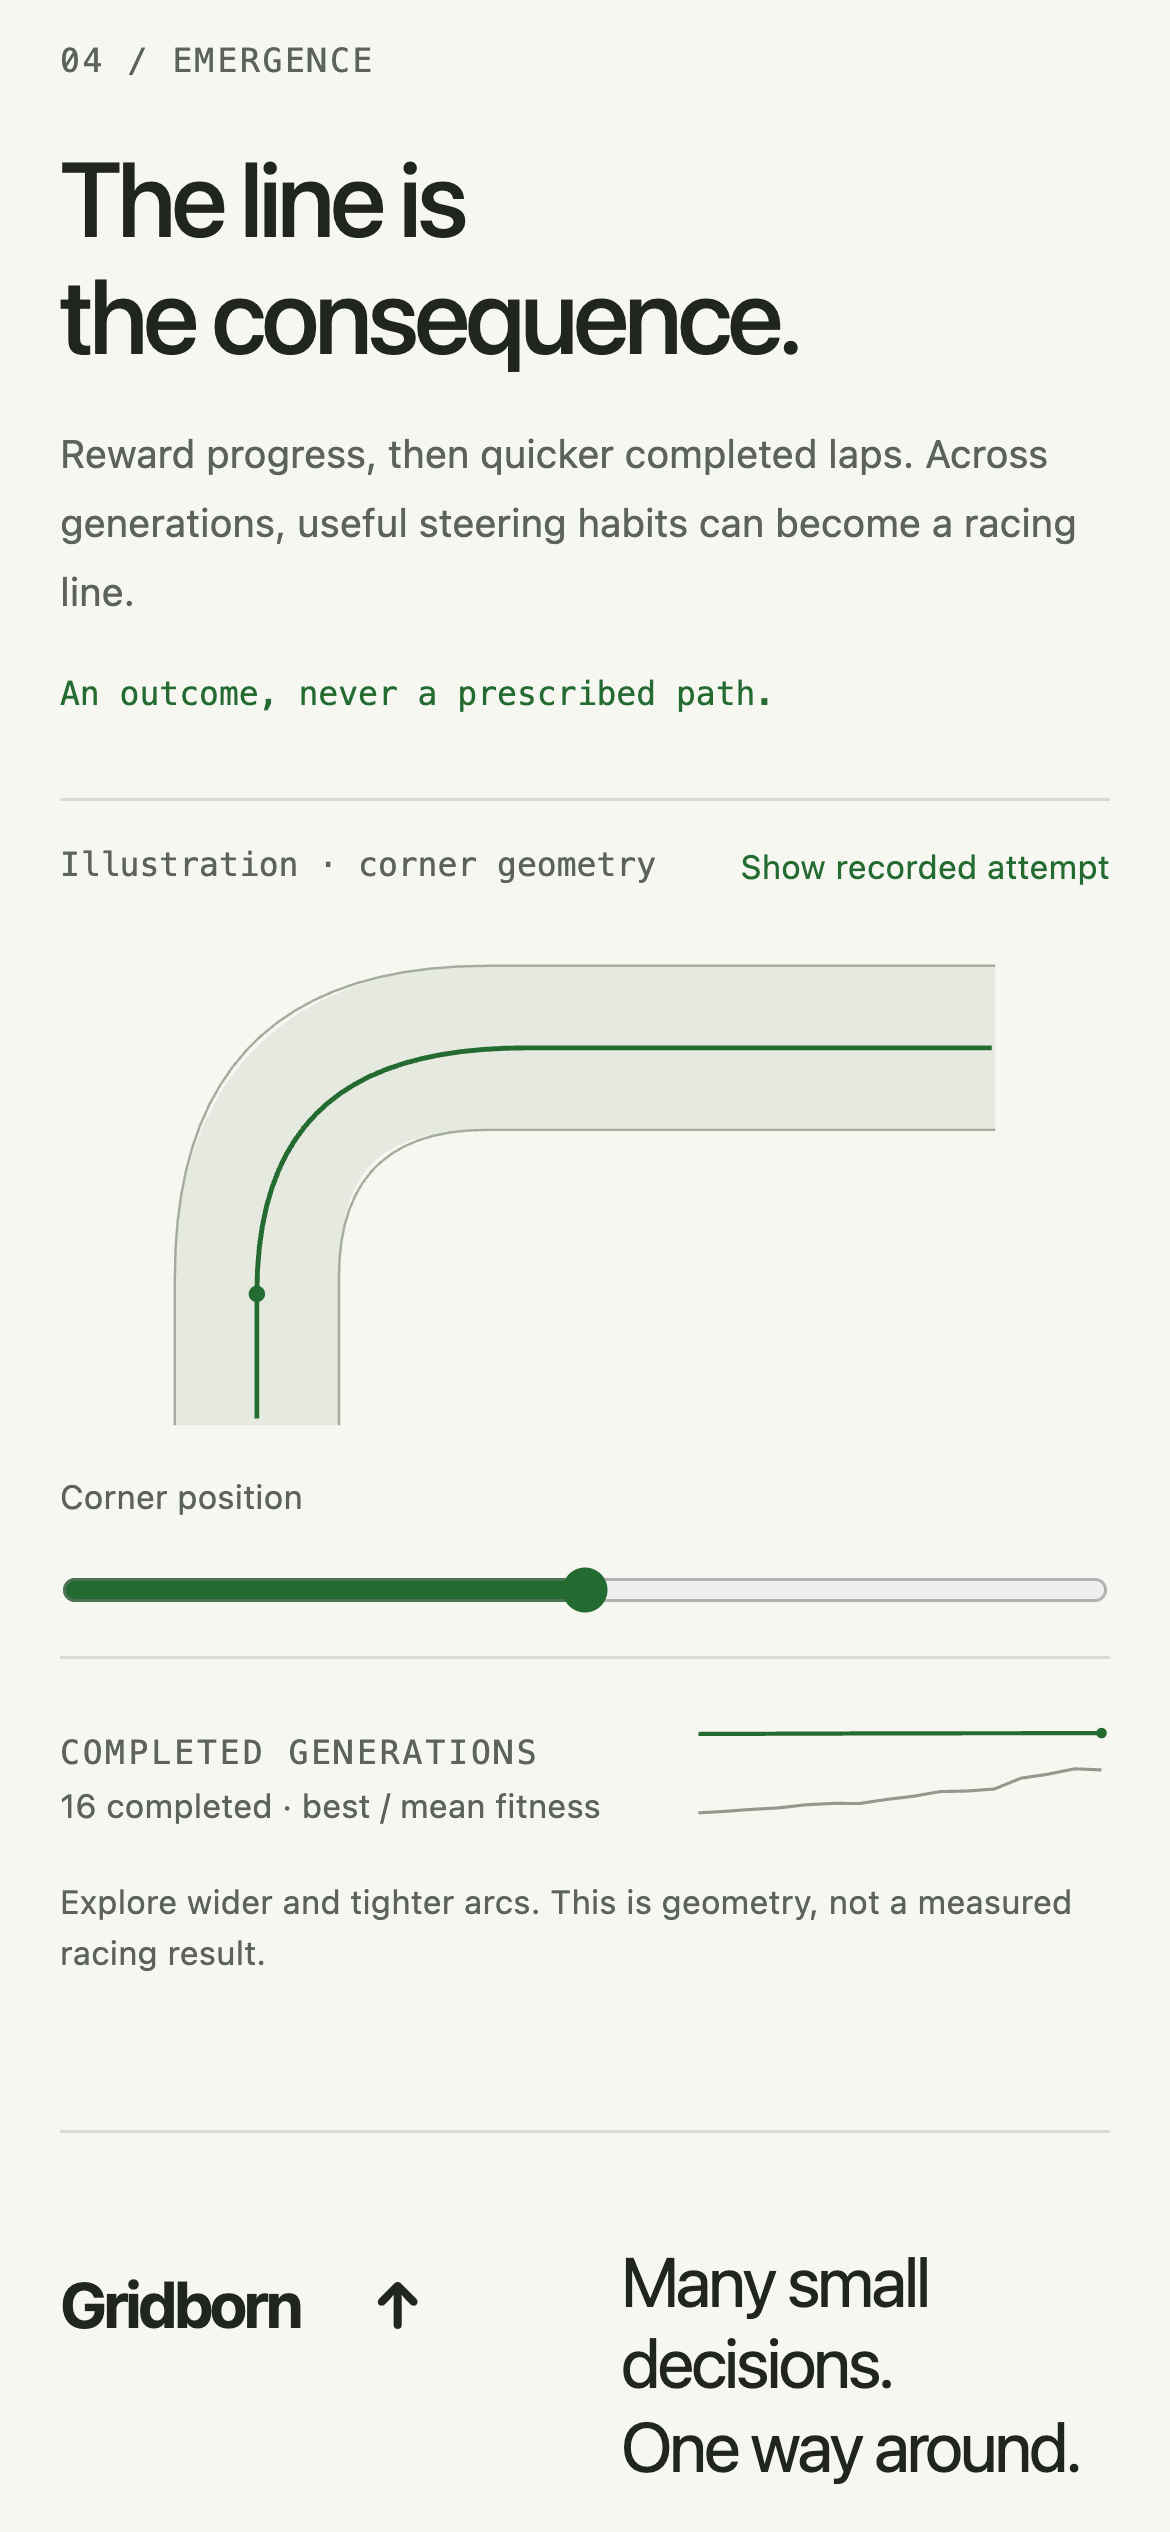 04 / EMERGENCE
The line is
the consequence.
Reward progress, then quicker completed laps. Across
generations, useful steering habits can become a racing
line.
An outcome, never a prescribed path.
Illustration · corner geometry
Show recorded attempt
Corner position
COMPLETED GENERATIONS
16 completed · best / mean fitness
Explore wider and tighter arcs. This is geometry, not a measured
racing result.
Gridborn ↑
Many small
decisions.
One way around.